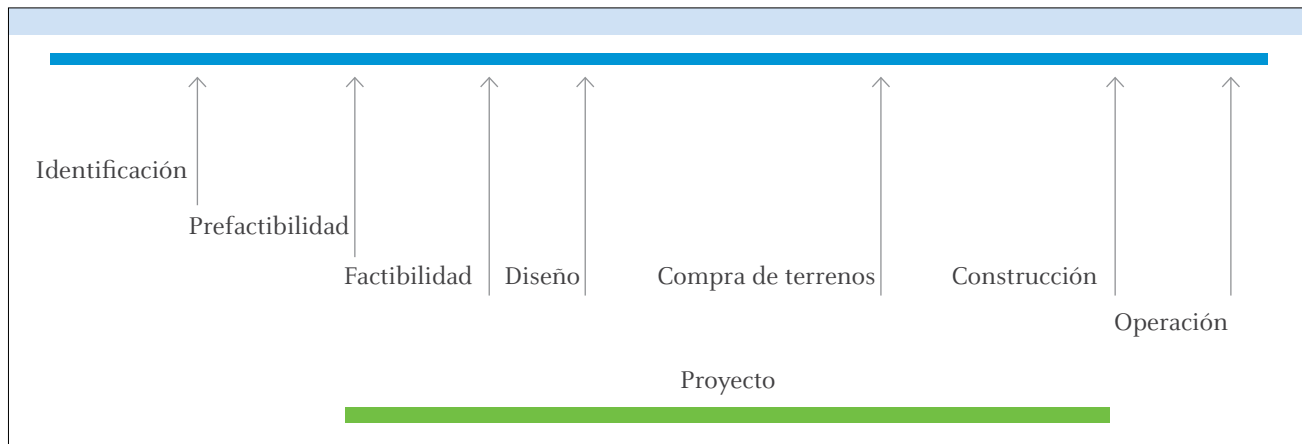 Identificación
Prefactibilidad
Factibilidad
Diseño
Compra de terrenos
Construcción
Operación
Proyecto